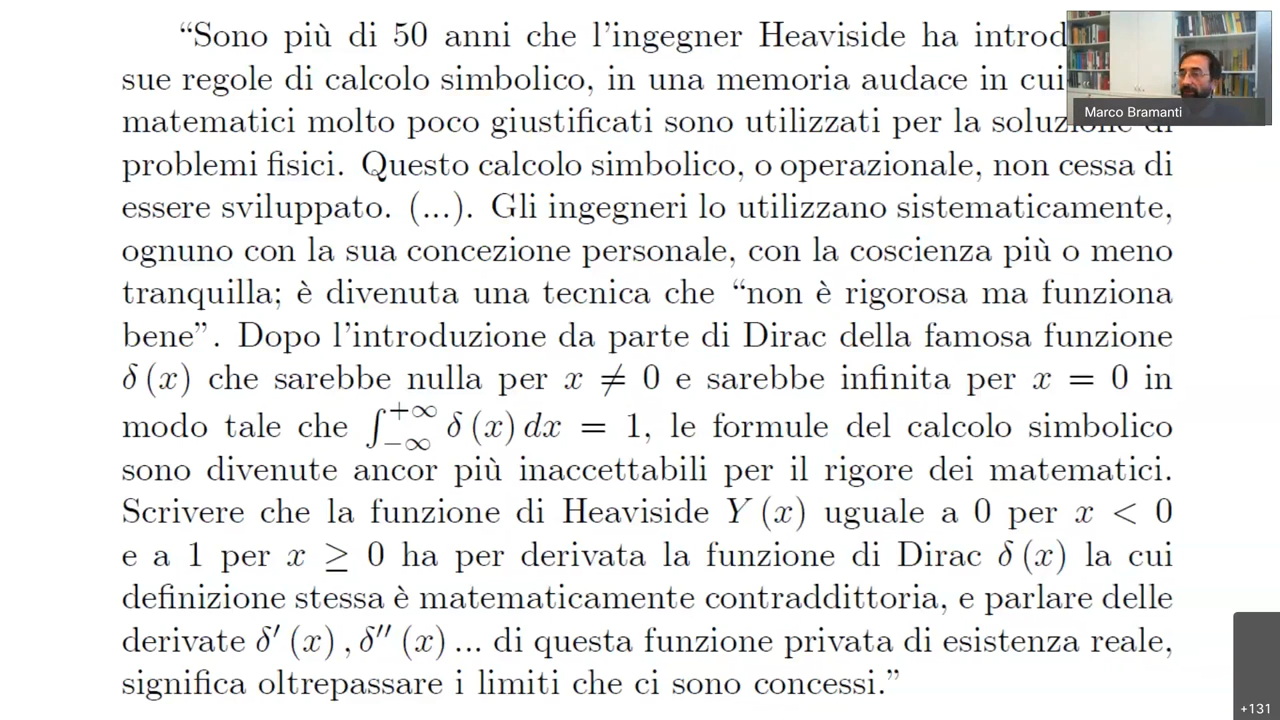 “Sono più di 50 anni che l’ingegner Heaviside ha introd
sue regole di calcolo simbolico, in una memoria audace in cui
matematici molto poco giustificati sono utilizzati per la soluzione di
problemi fisici. Questo calcolo simbolico, o operazionale, non cessa di
essere sviluppato. (...). Gli ingegneri lo utilizzano sistematicamente,
ognuno con la sua concezione personale, con la coscienza più o meno
tranquilla; è divenuta una tecnica che “non è rigorosa ma funziona
bene”. Dopo l’introduzione da parte di Dirac della famosa funzione
δ (x) che sarebbe nulla per x ≠ 0 e sarebbe infinita per x = 0 in
modo tale che ∫_{−∞}^{+∞} δ (x) dx = 1, le formule del calcolo simbolico
sono divenute ancor più inaccettabili per il rigore dei matematici.
Scrivere che la funzione di Heaviside Y (x) uguale a 0 per x < 0
e a 1 per x ≥ 0 ha per derivata la funzione di Dirac δ (x) la cui
definizione stessa è matematicamente contraddittoria, e parlare delle
derivate δ′ (x) , δ′′ (x) ... di questa funzione privata di esistenza reale,
significa oltrepassare i limiti che ci sono concessi.”
Marco Bramanti
+131